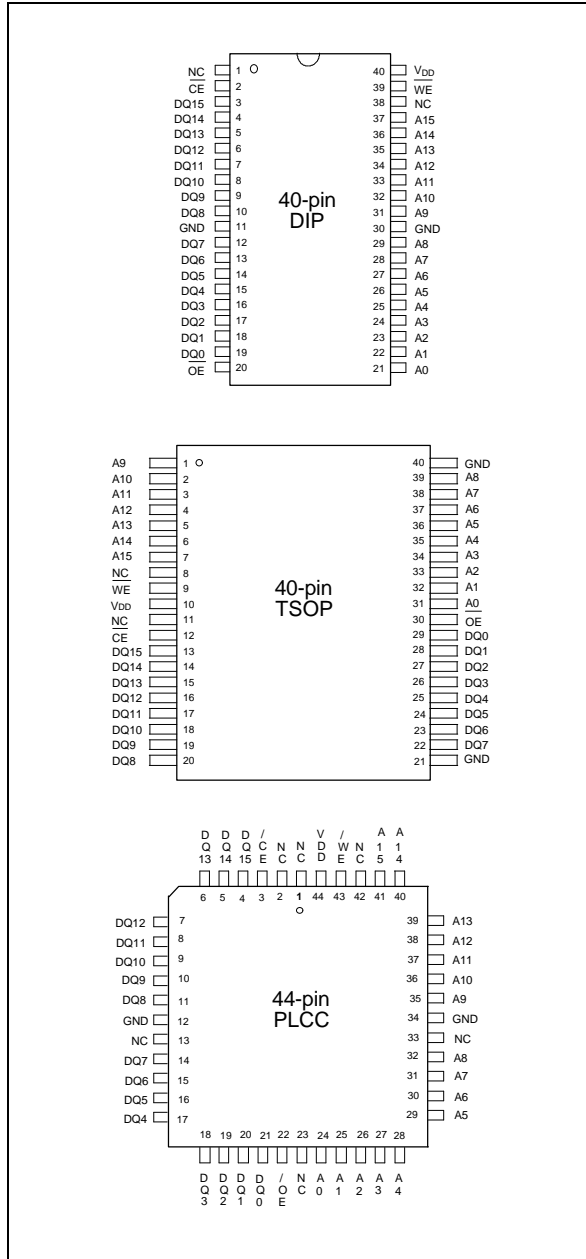 NC 1 40 VDD
CE 2 39 WE
DQ15 3 38 NC
DQ14 4 37 A15
DQ13 5 36 A14
DQ12 6 35 A13
DQ11 7 34 A12
DQ10 8 33 A11
DQ9 9 32 A10
DQ8 10 31 A9
GND 11 30 GND
DQ7 12 29 A8
DQ6 13 28 A7
DQ5 14 27 A6
DQ4 15 26 A5
DQ3 16 25 A4
DQ2 17 24 A3
DQ1 18 23 A2
DQ0 19 22 A1
OE 20 21 A0
40-pin
DIP
A9 1 40 GND
A10 2 39 A8
A11 3 38 A7
A12 4 37 A6
A13 5 36 A5
A14 6 35 A4
A15 7 34 A3
NC 8 33 A2
WE 9 32 A1
VDD 10 31 A0
NC 11 30 OE
CE 12 29 DQ0
DQ15 13 28 DQ1
DQ14 14 27 DQ2
DQ13 15 26 DQ3
DQ12 16 25 DQ4
DQ11 17 24 DQ5
DQ10 18 23 DQ6
DQ9 19 22 DQ7
DQ8 20 21 GND
40-pin
TSOP
DQ13 DQ14 DQ15 /CE NC NC VDD /WE NC A15 A14
6 5 4 3 2 1 44 43 42 41 40
DQ12 7 39 A13
DQ11 8 38 A12
DQ10 9 37 A11
DQ9 10 36 A10
DQ8 11 35 A9
GND 12 34 GND
NC 13 33 NC
DQ7 14 32 A8
DQ6 15 31 A7
DQ5 16 30 A6
DQ4 17 29 A5
44-pin
PLCC
18 19 20 21 22 23 24 25 26 27 28
DQ3 DQ2 DQ1 DQ0 /OE NC A0 A1 A2 A3 A4